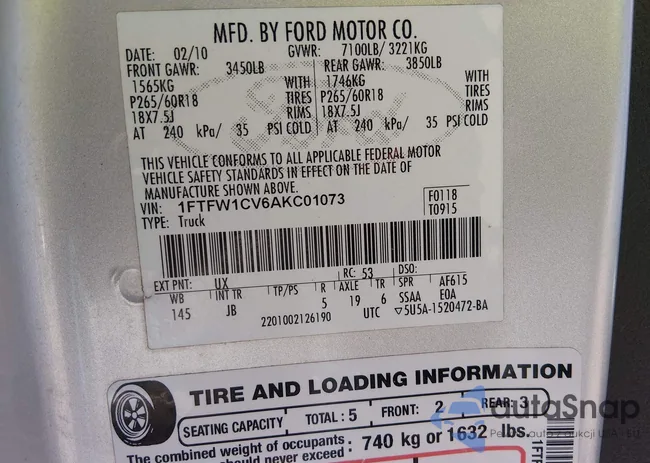 MFD. BY FORD MOTOR CO.
DATE: 02/10 GVWR: 7100LB/ 3221KG
FRONT GAWR: 3450LB REAR GAWR: 3850LB
1565KG WITH 1746KG WITH
P265/60R18 TIRES P265/60R18 TIRES
18X7.5J RIMS 18X7.5J RIMS
AT 240 kPa/ 35 PSI COLD AT 240 kPa/ 35 PSI COLD
THIS VEHICLE CONFORMS TO ALL APPLICABLE FEDERAL MOTOR
VEHICLE SAFETY STANDARDS IN EFFECT ON THE DATE OF
MANUFACTURE SHOWN ABOVE.
VIN: 1FTFW1CV6AKC01073 F0118
TYPE: Truck T0915
EXT PNT: UX RC: 53 DSO:
WB INT TR TP/PS R AXLE TR SPR AF615
145 JB 5 19 6 SSAA E0A
2201002126190 UTC ▽5U5A-1520472-BA
TIRE AND LOADING INFORMATION
SEATING CAPACITY TOTAL: 5 FRONT: 2 REAR: 3
The combined weight of occupants
should never exceed: 740 kg or 1632 lbs.
autoSnap
1FTF